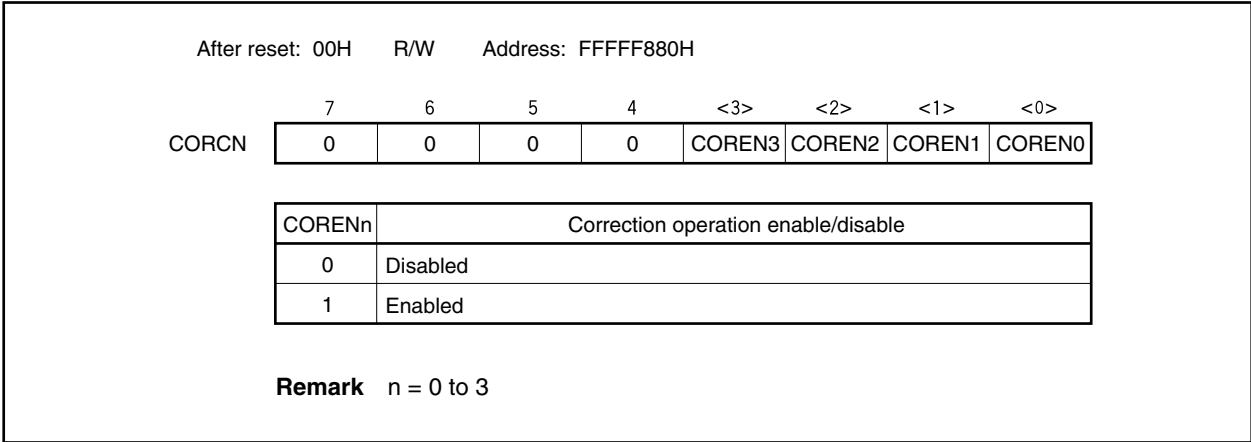 After reset: 00H R/W Address: FFFFF880H
7 6 5 4 <3> <2> <1> <0>
CORCN 0 0 0 0 COREN3 COREN2 COREN1 COREN0
CORENn Correction operation enable/disable
0 Disabled
1 Enabled
Remark n = 0 to 3